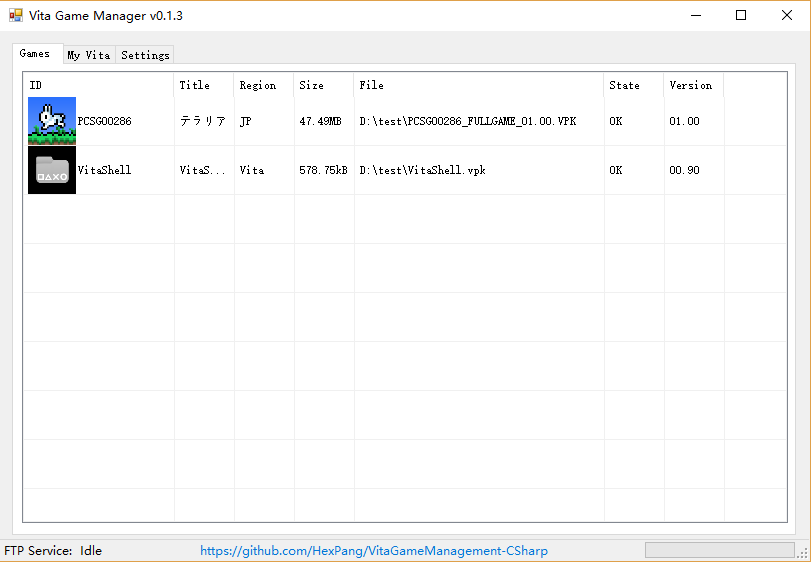 Vita Game Manager v0.1.3
Games My Vita Settings
ID Title Region Size File State Version
PCSG00286 テラリア JP 47.49MB D:\test\PCSG00286_FULLGAME_01.00.VPK OK 01.00
VitaShell VitaS... Vita 578.75kB D:\test\VitaShell.vpk OK 00.90
FTP Service: Idle https://github.com/HexPang/VitaGameManagement-CSharp